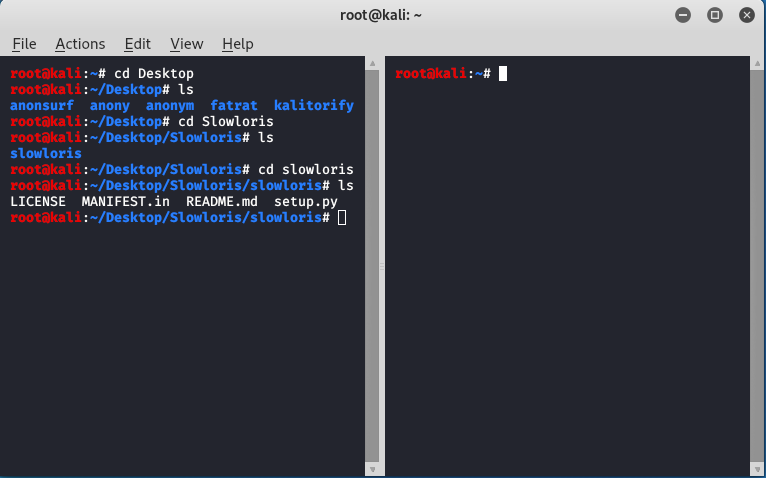 root@kali: ~
File Actions Edit View Help
root@kali:~# cd Desktop
root@kali:~/Desktop# ls
anonsurf anony anonym fatrat kalitorify
root@kali:~/Desktop# cd Slowloris
root@kali:~/Desktop/Slowloris# ls
slowloris
root@kali:~/Desktop/Slowloris# cd slowloris
root@kali:~/Desktop/Slowloris/slowloris# ls
LICENSE MANIFEST.in README.md setup.py
root@kali:~/Desktop/Slowloris/slowloris#
root@kali:~#